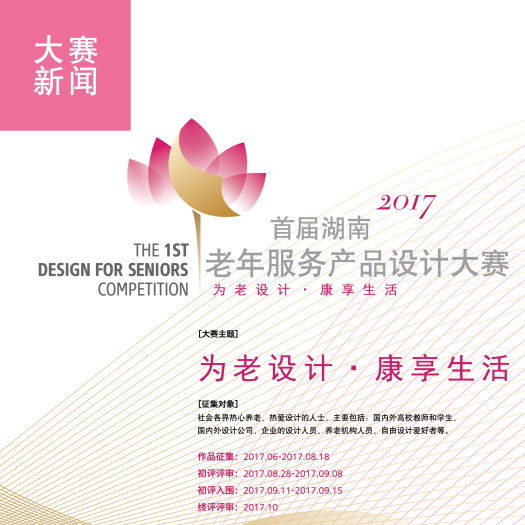 大赛
新闻
2017
首届湖南
THE 1ST
DESIGN FOR SENIORS
COMPETITION
老年服务产品设计大赛
为老设计·康享生活
[大赛主题]
为老设计·康享生活
[征集对象]
社会各界热心养老、热爱设计的人士，主要包括：国内外高校教师和学生、
国内外设计公司、企业的设计人员、养老机构人员、自由设计爱好者等。
作品征集：2017.06-2017.08.18
初评评审：2017.08.28-2017.09.08
初评入围：2017.09.11-2017.09.15
终评评审：2017.10